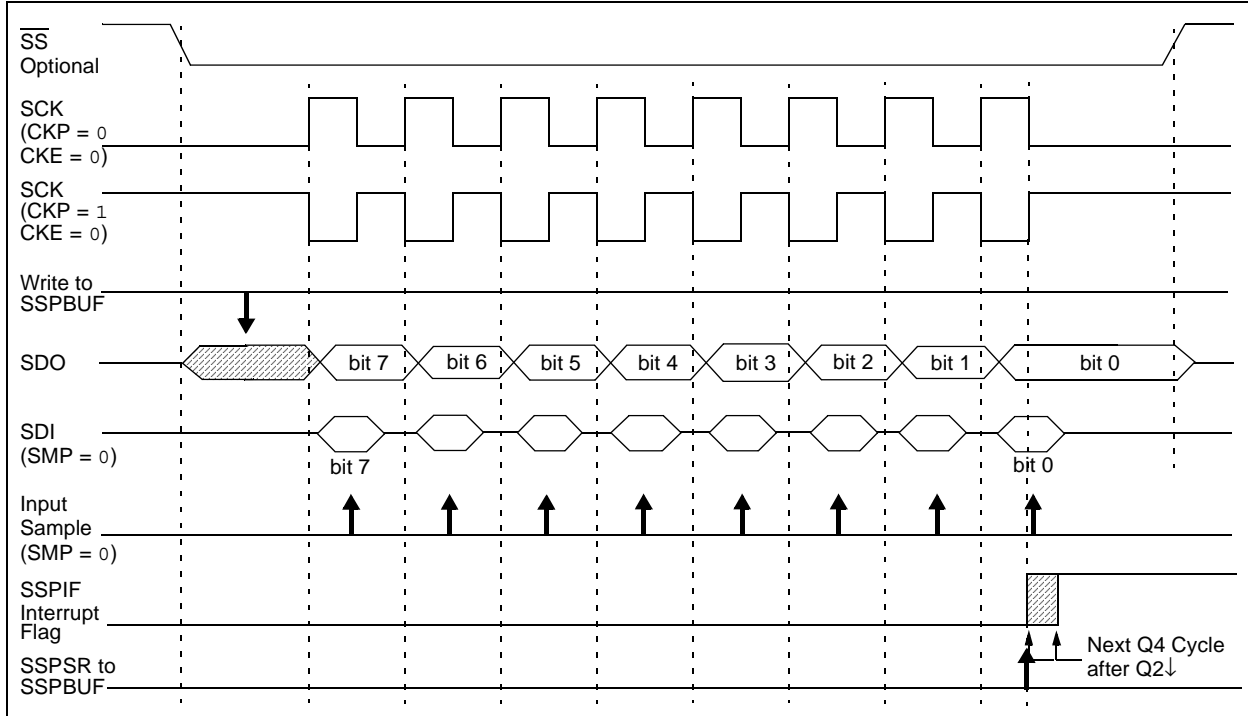 SS
Optional
SCK
(CKP = 0
CKE = 0)
SCK
(CKP = 1
CKE = 0)
Write to
SSPBUF
SDO
bit 7
bit 6
bit 5
bit 4
bit 3
bit 2
bit 1
bit 0
SDI
(SMP = 0)
bit 7
bit 0
Input
Sample
(SMP = 0)
SSPIF
Interrupt
Flag
Next Q4 Cycle
after Q2↓
SSPSR to
SSPBUF